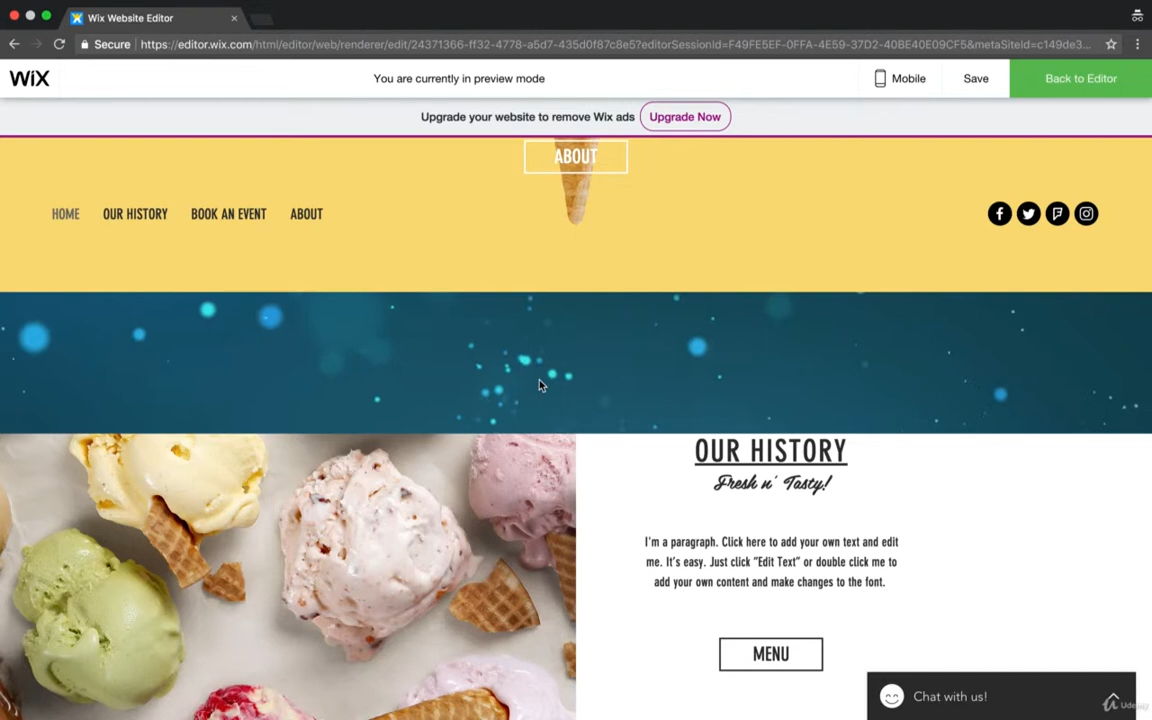 Wix Website Editor
Secure
https://editor.wix.com/html/editor/web/renderer/edit/24371366-ff32-4778-a5d7-435d0f87c8e5?editorSessionId=F49FE5EF-0FFA-4E59-37D2-40BE40E09CF5&metaSiteId=c149de3...
WiX
You are currently in preview mode
Mobile
Save
Back to Editor
Upgrade your website to remove Wix ads
Upgrade Now
ABOUT
HOME
OUR HISTORY
BOOK AN EVENT
ABOUT
OUR HISTORY
Fresh n' Tasty!
I'm a paragraph. Click here to add your own text and edit
me. It's easy. Just click "Edit Text" or double click me to
add your own content and make changes to the font.
MENU
Chat with us!
Udemy